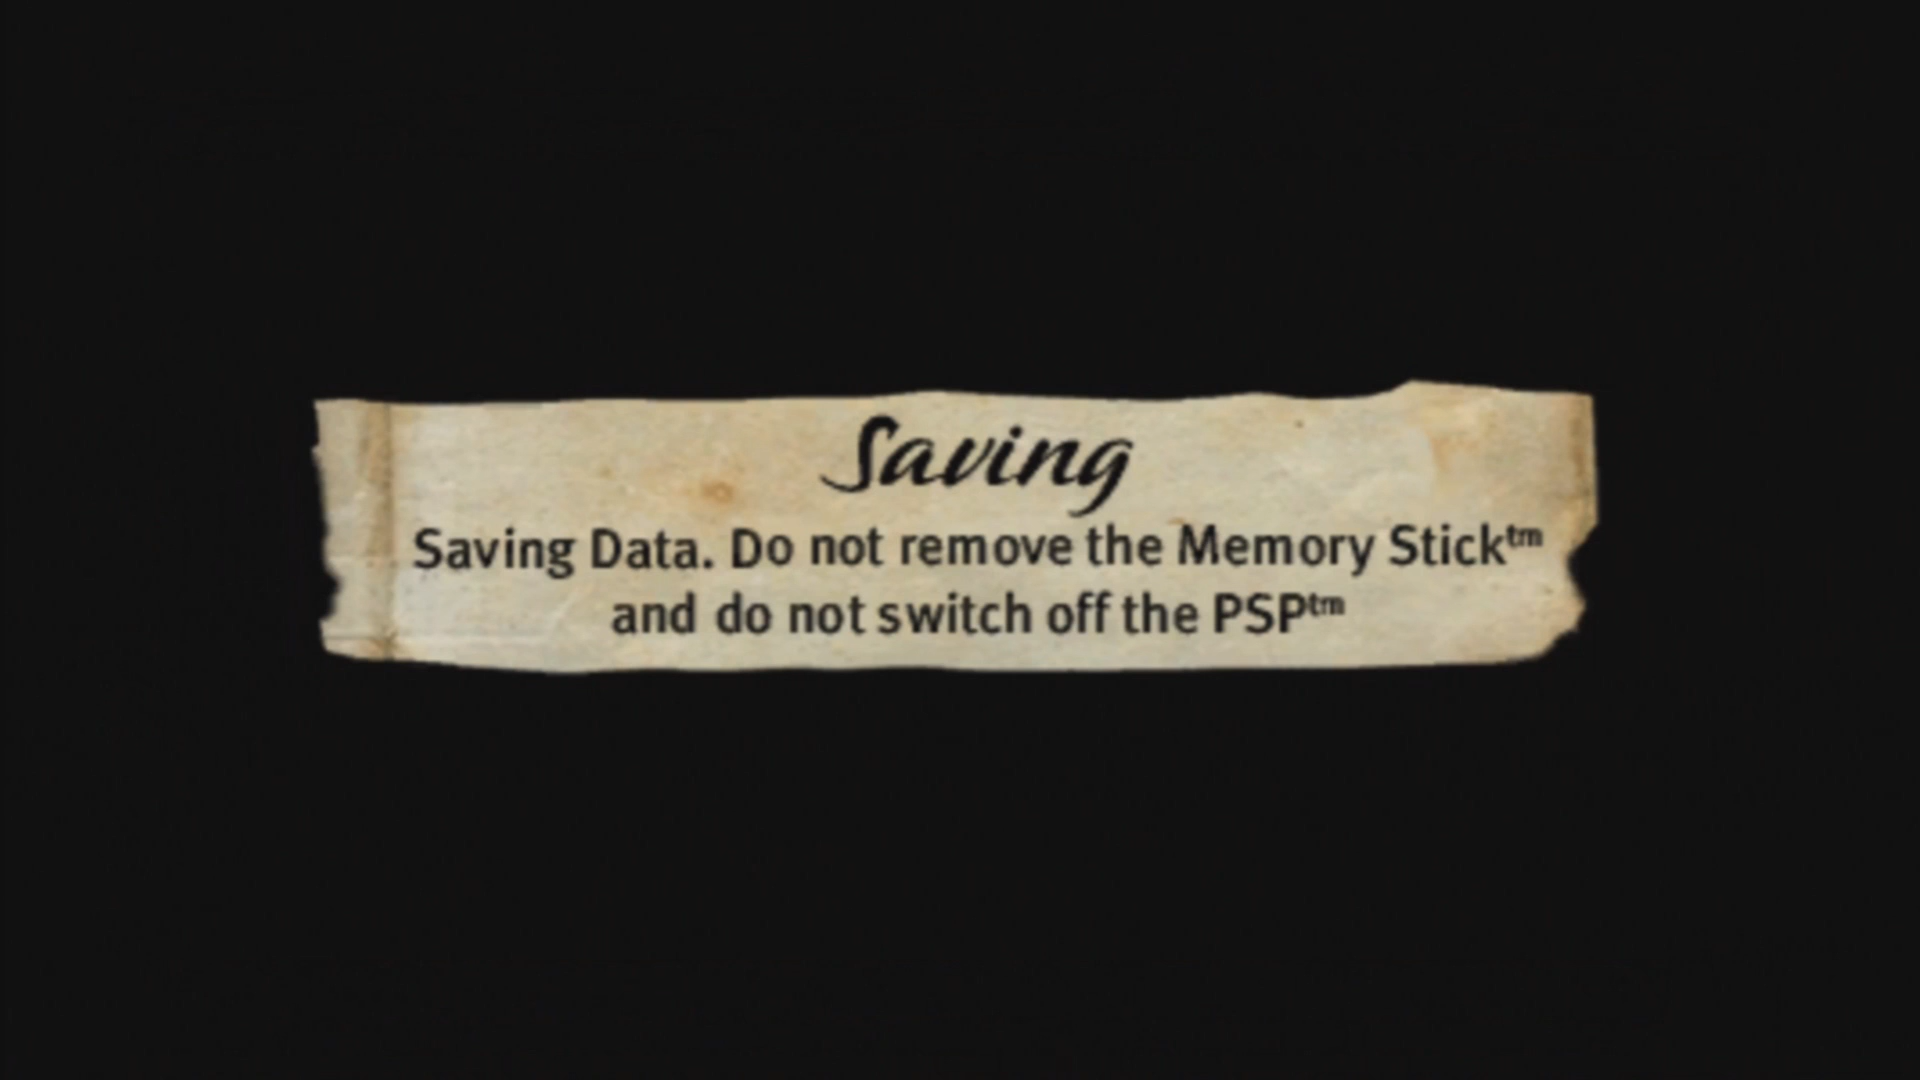 Saving
Saving Data. Do not remove the Memory Stick™
and do not switch off the PSP™